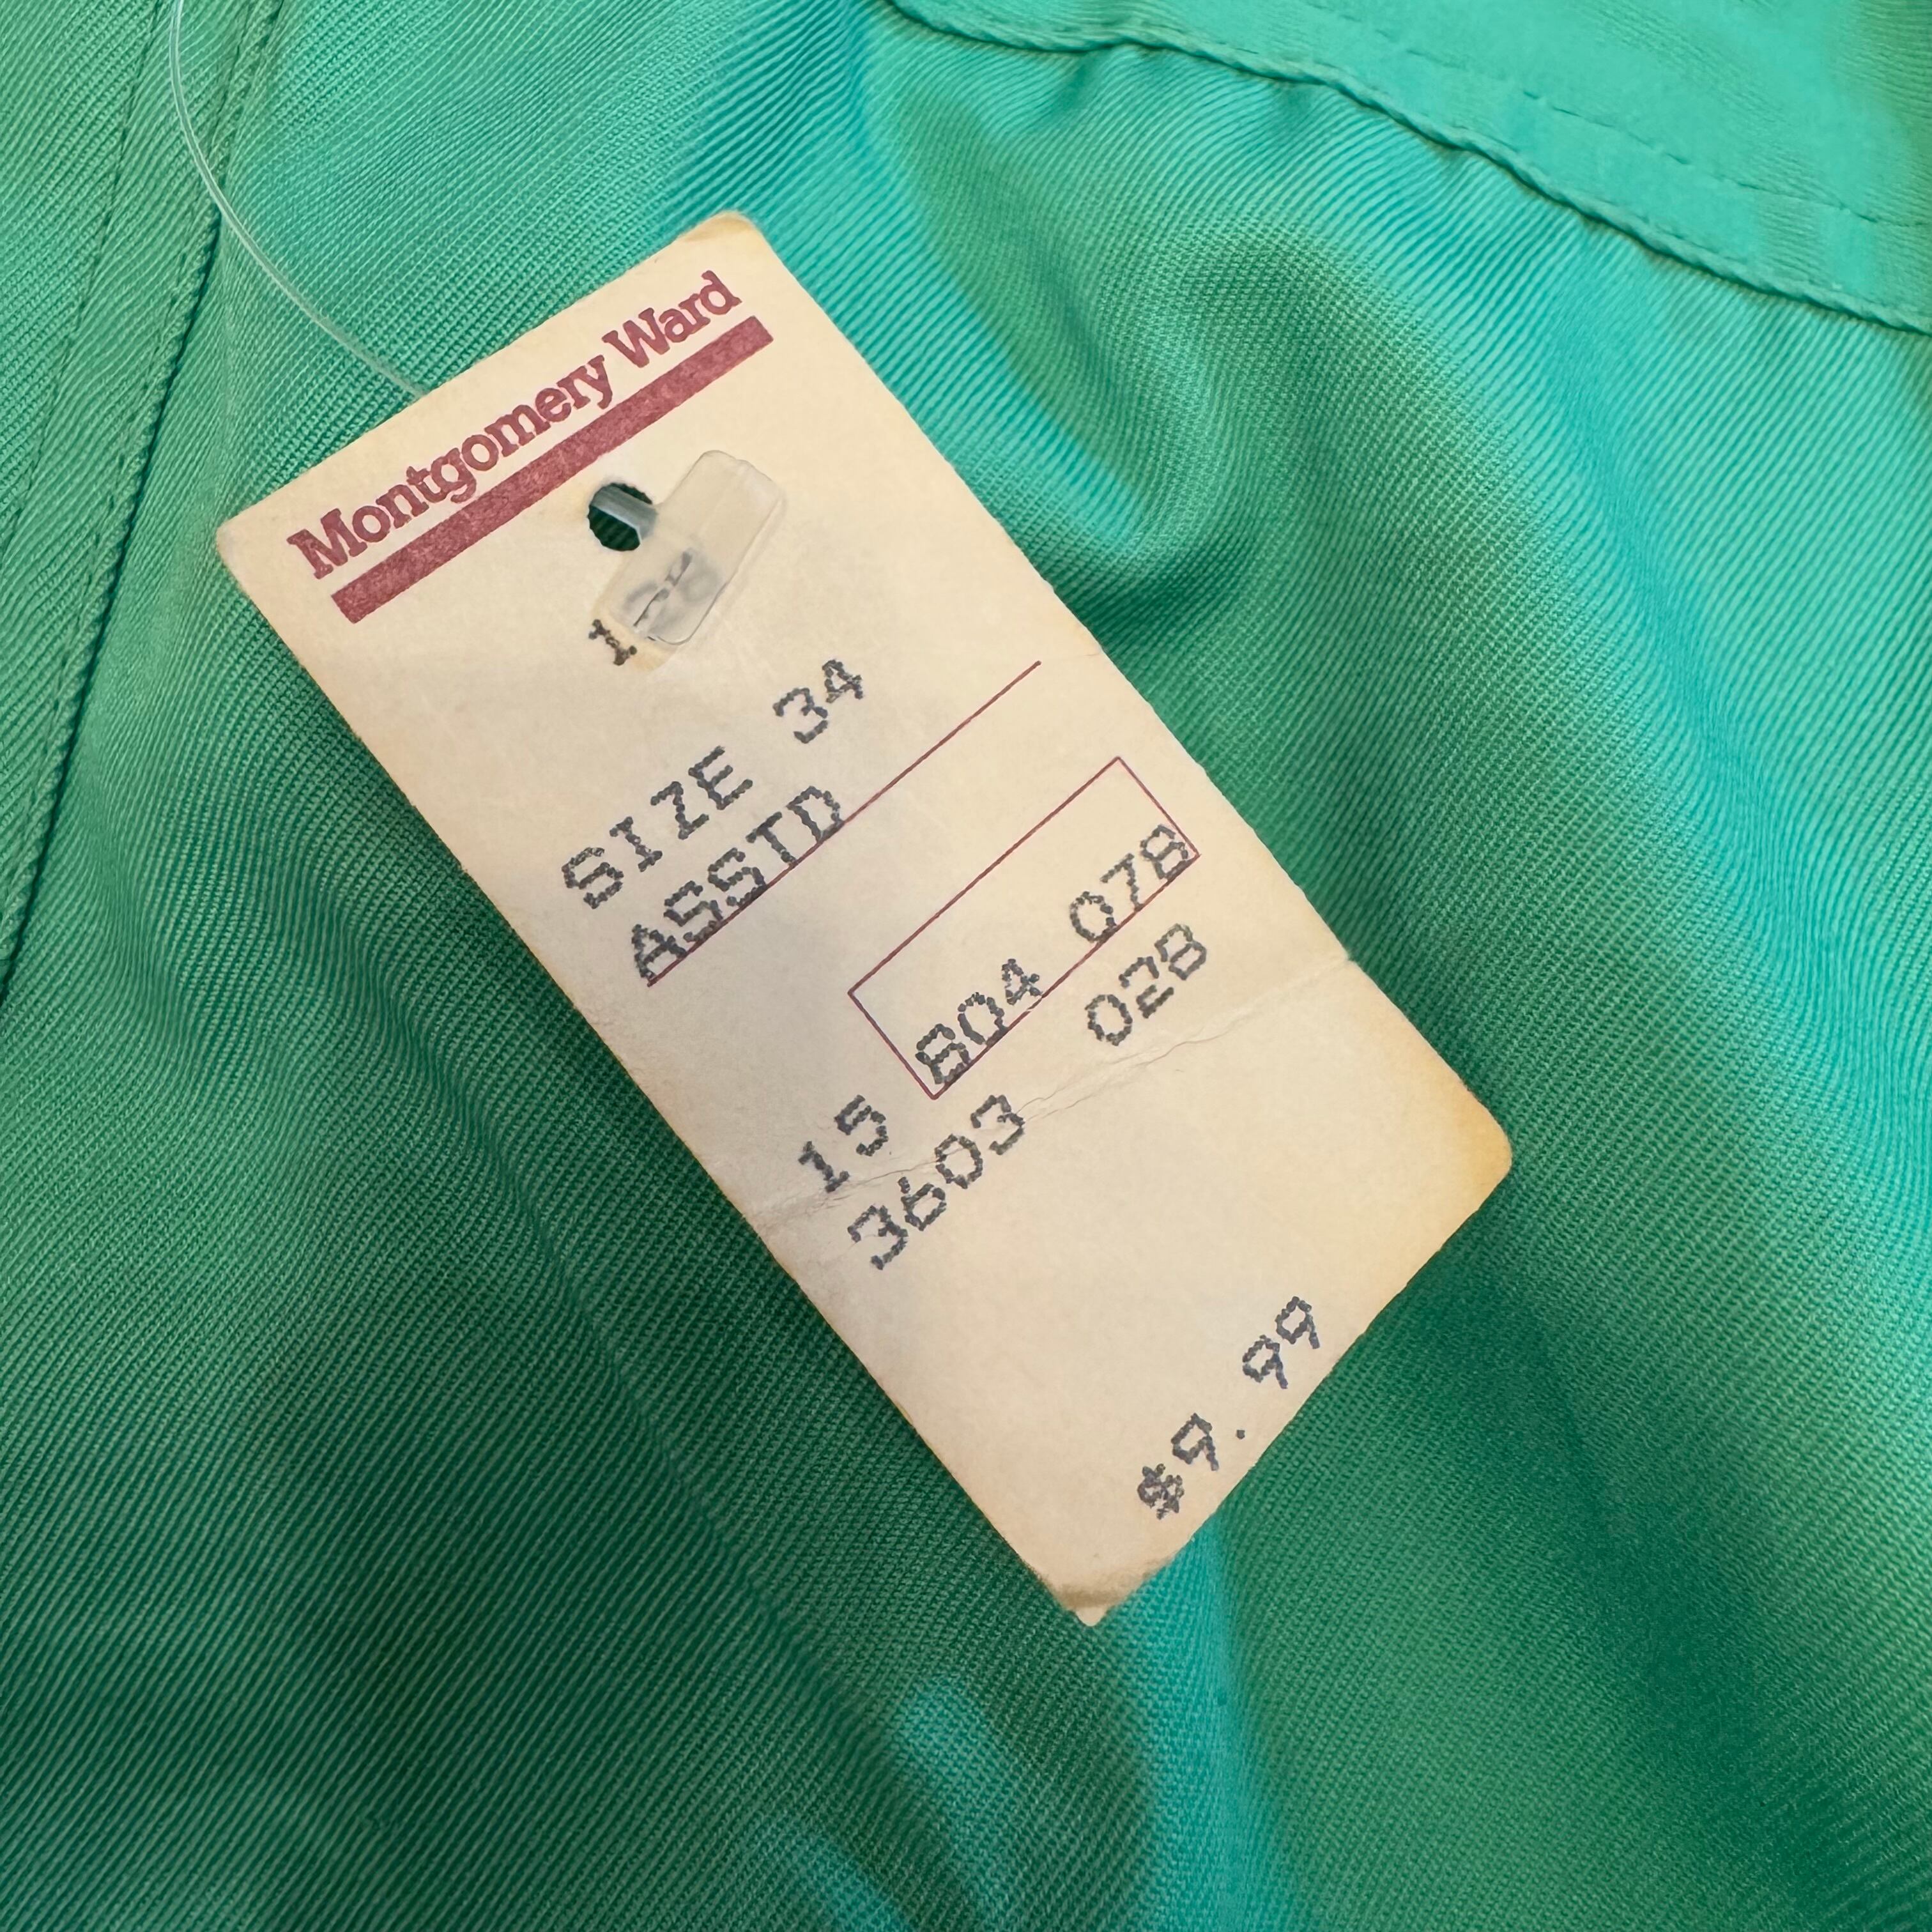 Montgomery Ward
SIZE 34
ASSTD
15 804 078
3603 028
$9.99